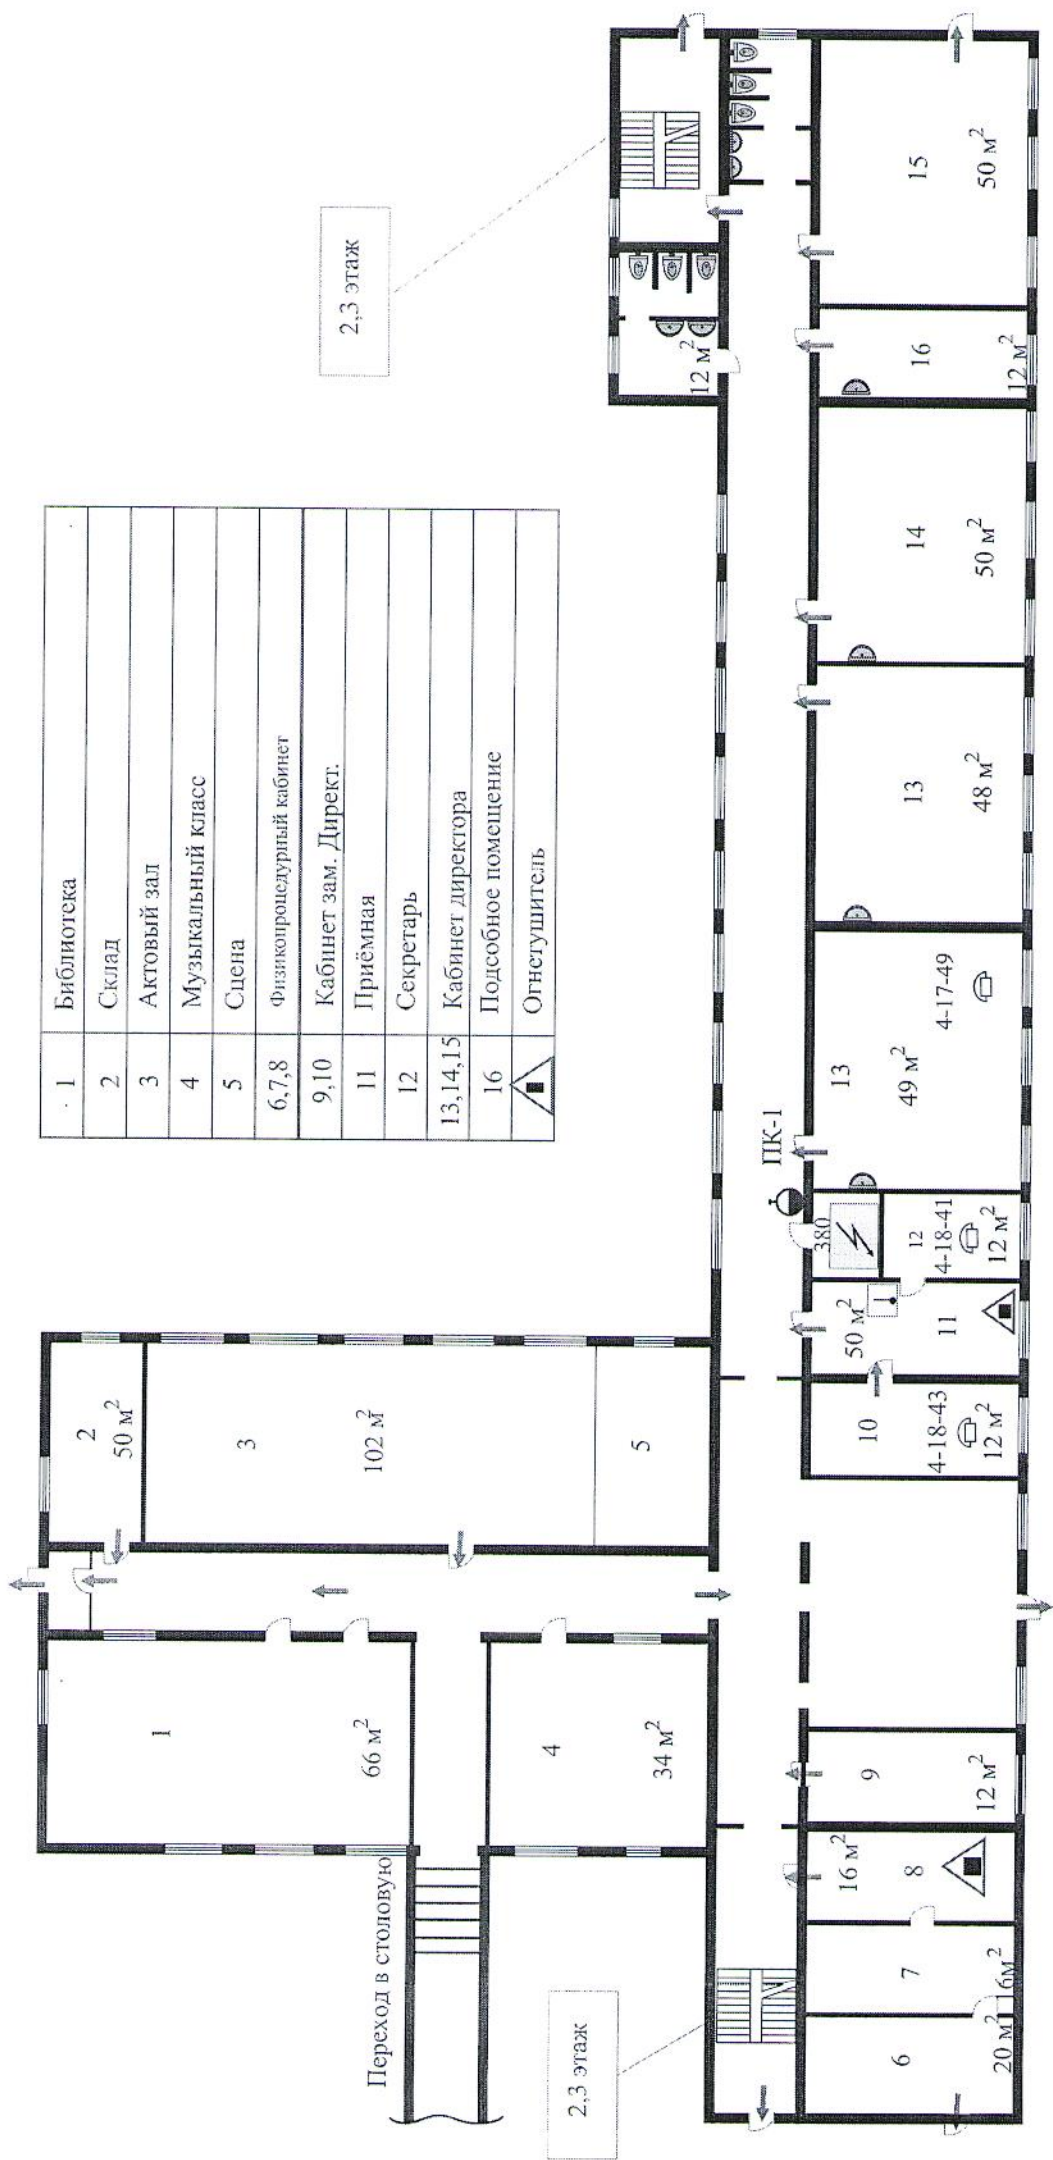 1 Библиотека
2 Склад
3 Актовый зал
4 Музыкальный класс
5 Сцена
6,7,8 Физикопроцедурный кабинет
9,10 Кабинет зам. Директ.
11 Приёмная
12 Секретарь
13,14,15 Кабинет директора
16 Подсобное помещение
Огнетушитель
2,3 этаж
Переход в столовую
2,3 этаж
1
66 м²
2
50 м²
3
102 м²
4
34 м²
5
6
20 м²
7
16м²
16 м²
8
9
12 м²
10
4-18-43
12 м²
50 м²
11
380
12
4-18-41
12 м²
ПК-1
13
49 м²
4-17-49
13
48 м²
14
50 м²
16
12 м²
15
50 м²
12 м²